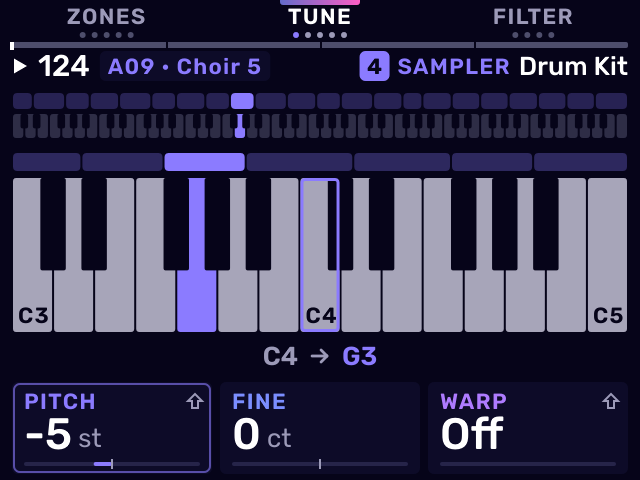 ZONES TUNE FILTER
124 A09 · Choir 5 4 SAMPLER Drum Kit
C3 C4 C5
C4 → G3
PITCH FINE WARP
-5 st 0 ct Off